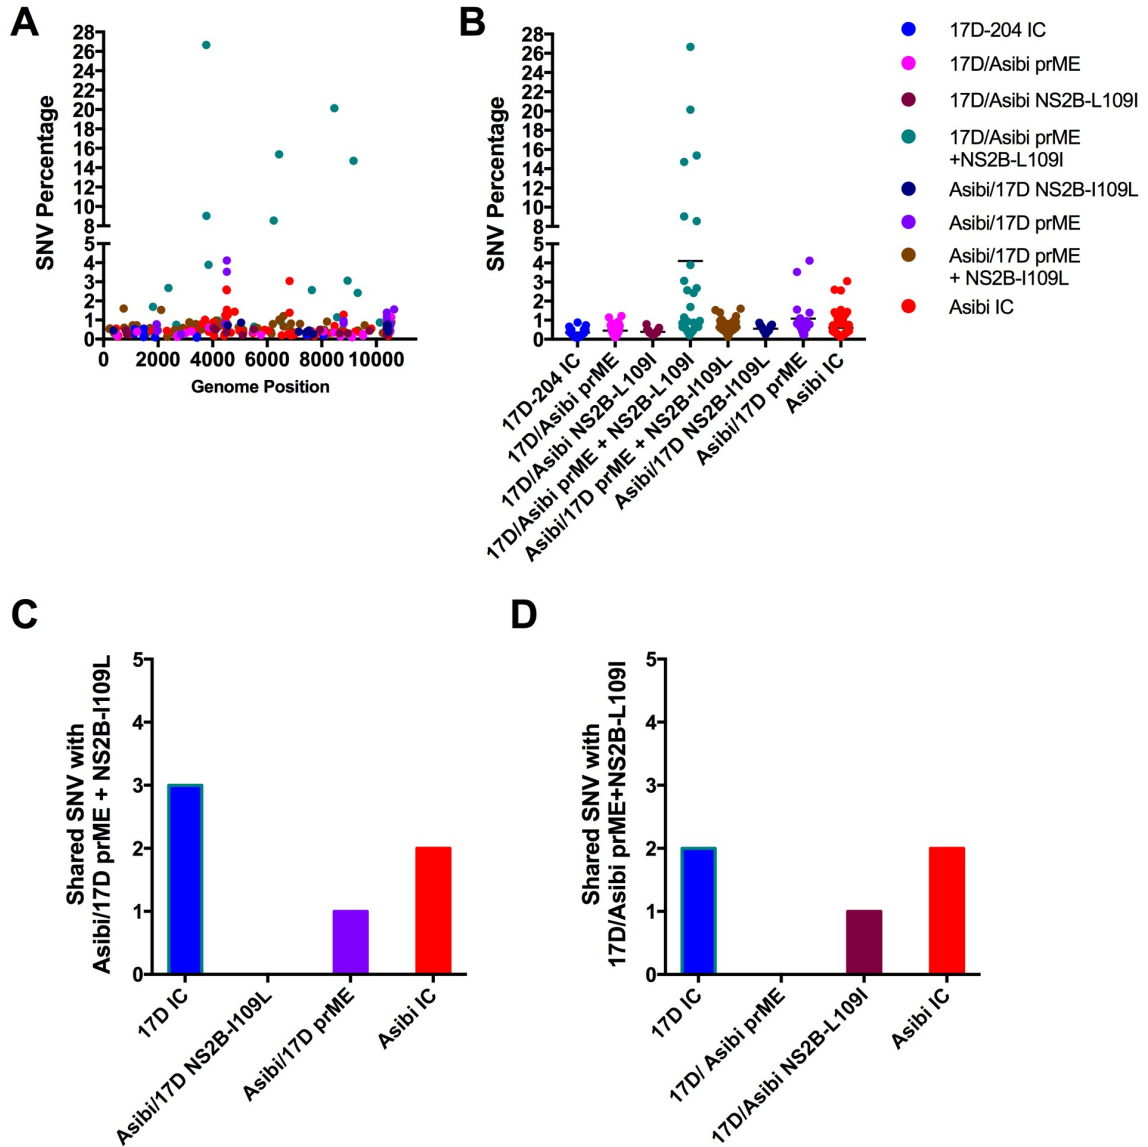 A
28
26
24
22
20
18
16
14
12
10
8
5
4
3
2
1
0
SNV Percentage
0 2000 4000 6000 8000 10000
Genome Position
B
28
26
24
22
20
18
16
14
12
10
8
5
4
3
2
1
0
SNV Percentage
17D-204 IC
17D/Asibi prME
17D/Asibi NS2B-L109I
17D/Asibi prME + NS2B-L109I
Asibi/17D prME + NS2B-I109L
Asibi/17D NS2B-I109L
Asibi/17D prME
Asibi IC
17D-204 IC
17D/Asibi prME
17D/Asibi NS2B-L109I
17D/Asibi prME
+NS2B-L109I
Asibi/17D NS2B-I109L
Asibi/17D prME
Asibi/17D prME
+ NS2B-I109L
Asibi IC
C
Shared SNV with
Asibi/17D prME + NS2B-I109L
5
4
3
2
1
0
17D IC
Asibi/17D NS2B-I109L
Asibi/17D prME
Asibi IC
D
Shared SNV with
17D/Asibi prME+NS2B-L109I
5
4
3
2
1
0
17D IC
17D/ Asibi prME
17D/Asibi NS2B-L109I
Asibi IC